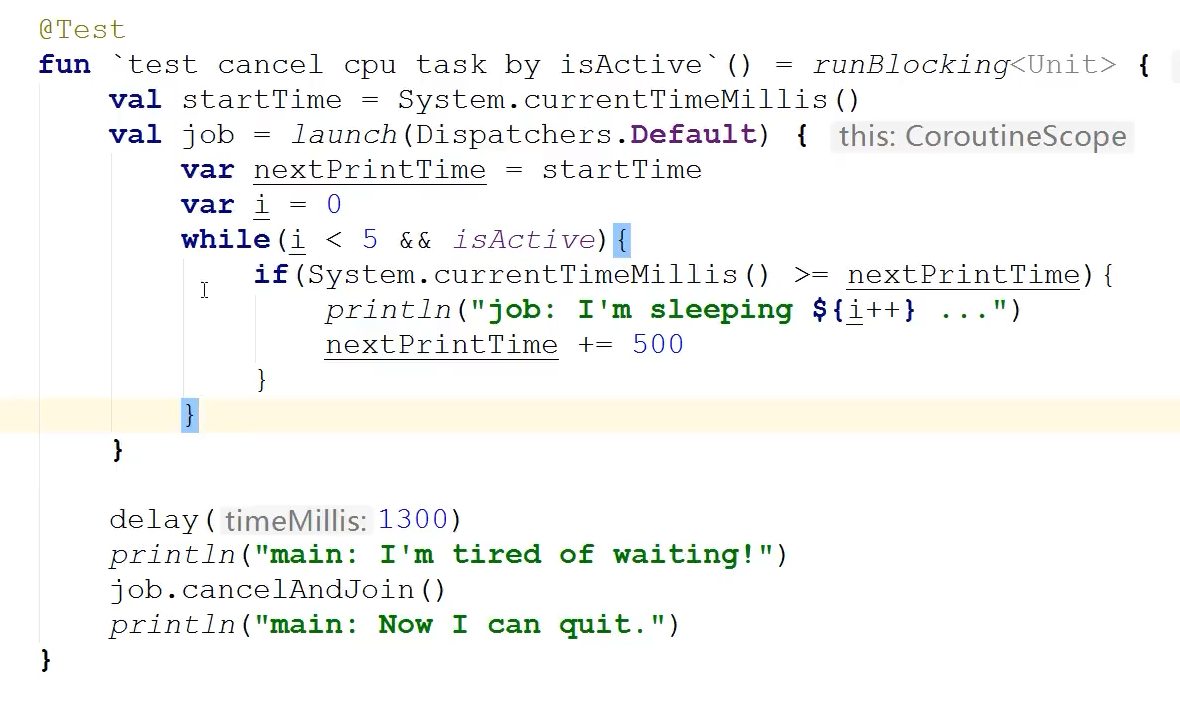 @Test
fun `test cancel cpu task by isActive`() = runBlocking<Unit> {
val startTime = System.currentTimeMillis()
val job = launch(Dispatchers.Default) { this: CoroutineScope
var nextPrintTime = startTime
var i = 0
while(i < 5 && isActive){
if(System.currentTimeMillis() >= nextPrintTime){
println("job: I'm sleeping ${i++} ...")
nextPrintTime += 500
}
}
}
delay( timeMillis: 1300)
println("main: I'm tired of waiting!")
job.cancelAndJoin()
println("main: Now I can quit.")
}